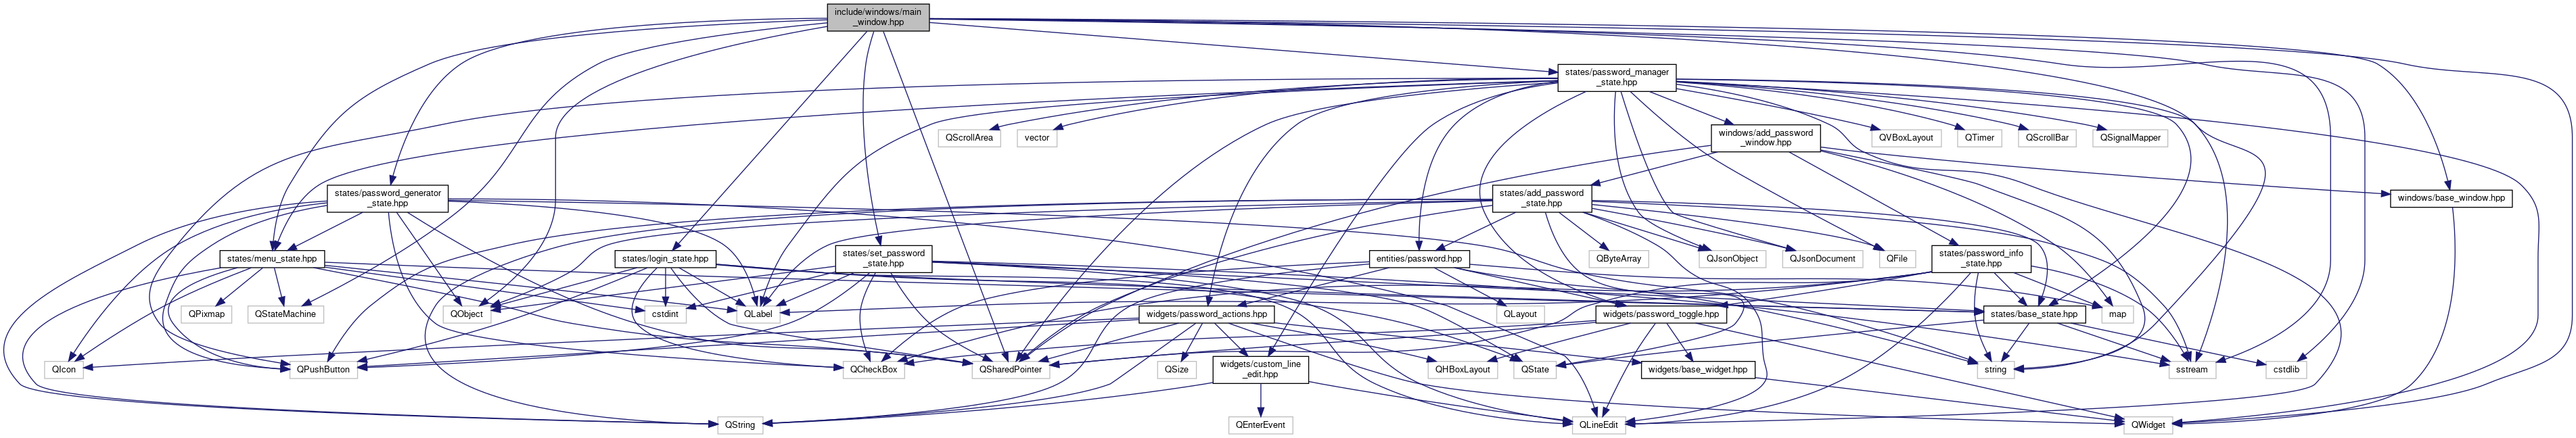 include/windows/main
_window.hpp
states/password_manager
_state.hpp
QScrollArea
vector
windows/add_password
_window.hpp
QVBoxLayout
QTimer
QScrollBar
QSignalMapper
states/password_generator
_state.hpp
states/add_password
_state.hpp
windows/base_window.hpp
states/menu_state.hpp
states/login_state.hpp
states/set_password
_state.hpp
entities/password.hpp
QByteArray
QJsonObject
QJsonDocument
QFile
states/password_info
_state.hpp
QPixmap
QStateMachine
QObject
cstdint
QLabel
widgets/password_actions.hpp
QLayout
widgets/password_toggle.hpp
states/base_state.hpp
map
QIcon
QPushButton
QCheckBox
QSharedPointer
QSize
widgets/custom_line
_edit.hpp
QHBoxLayout
QState
widgets/base_widget.hpp
string
sstream
cstdlib
QString
QEnterEvent
QLineEdit
QWidget